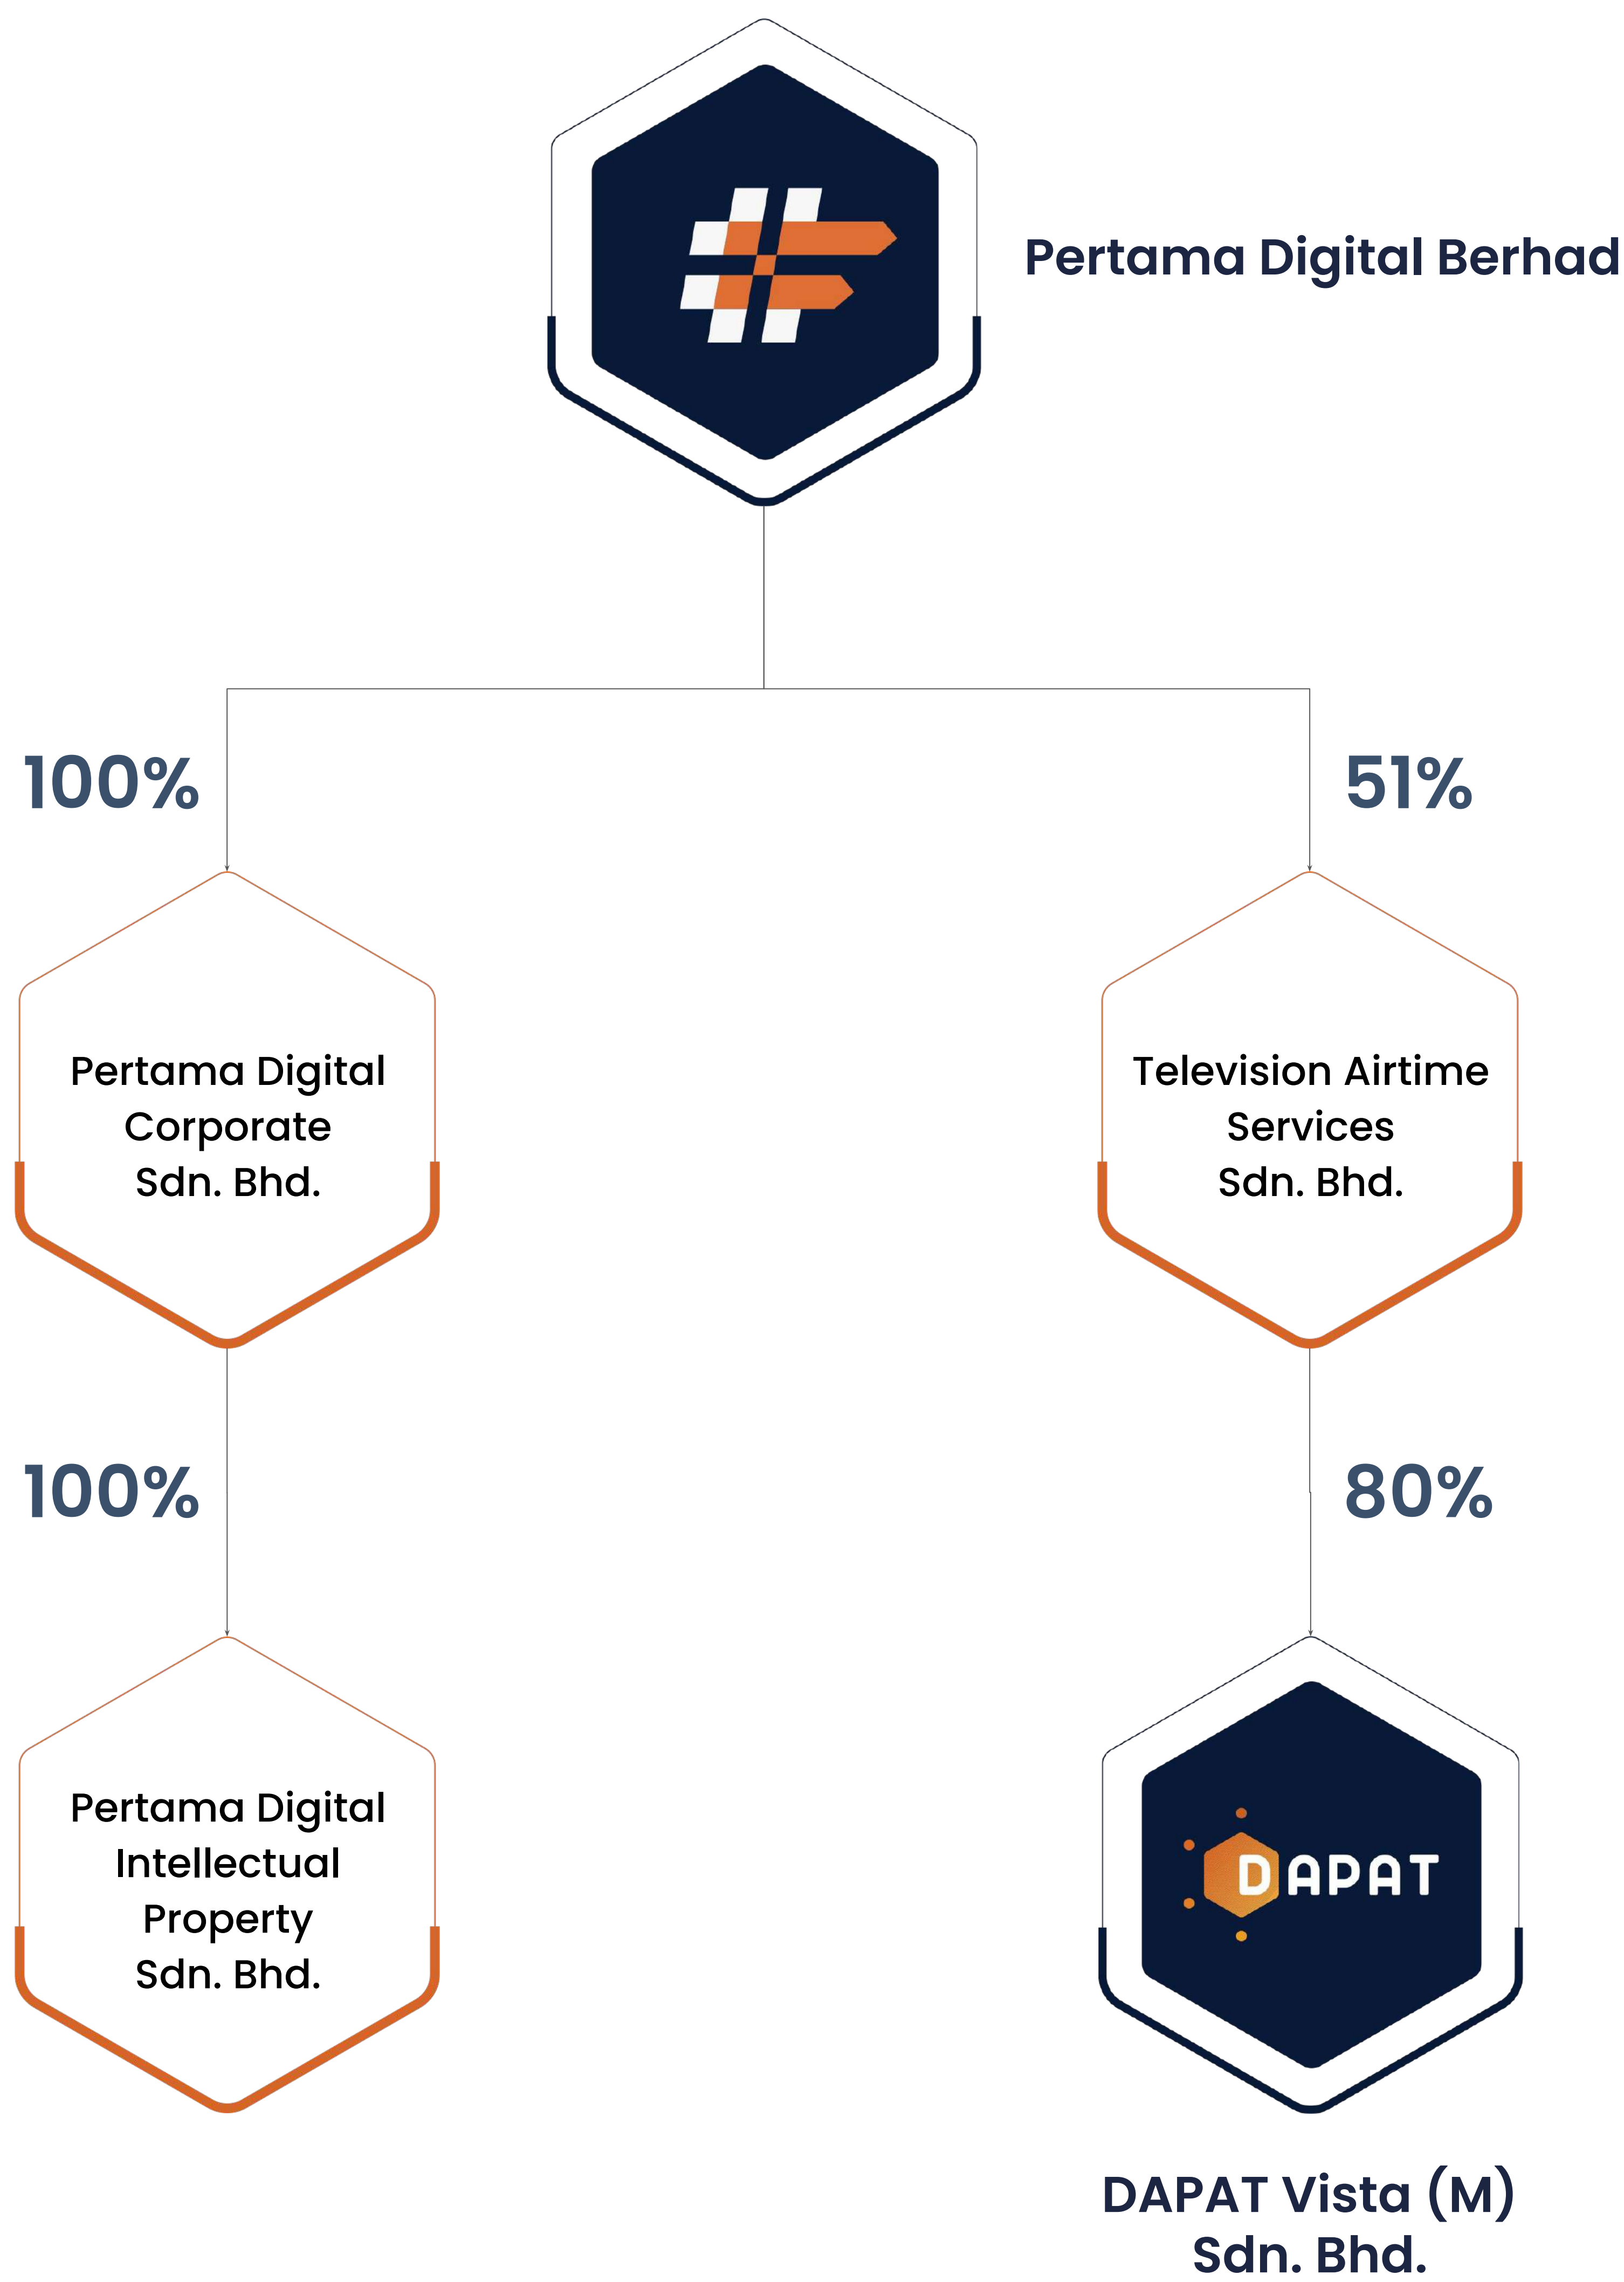 Pertama Digital Berhad
100%
51%
Pertama Digital
Corporate
Sdn. Bhd.
Television Airtime
Services
Sdn. Bhd.
100%
80%
Pertama Digital
Intellectual
Property
Sdn. Bhd.
DAPAT
DAPAT Vista (M)
Sdn. Bhd.